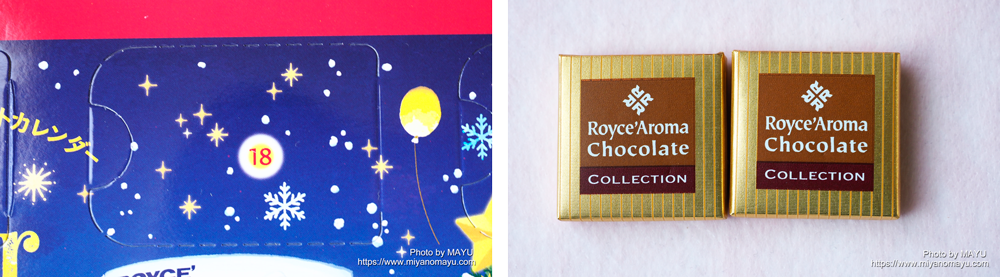 トカレンダー
18
ROYCE'
r
Photo by MAYU
https://www.miyanomayu.com/
Royce'Aroma
Chocolate
COLLECTION
Royce'Aroma
Chocolate
COLLECTION
Photo by MAYU
https://www.miyanomayu.com/